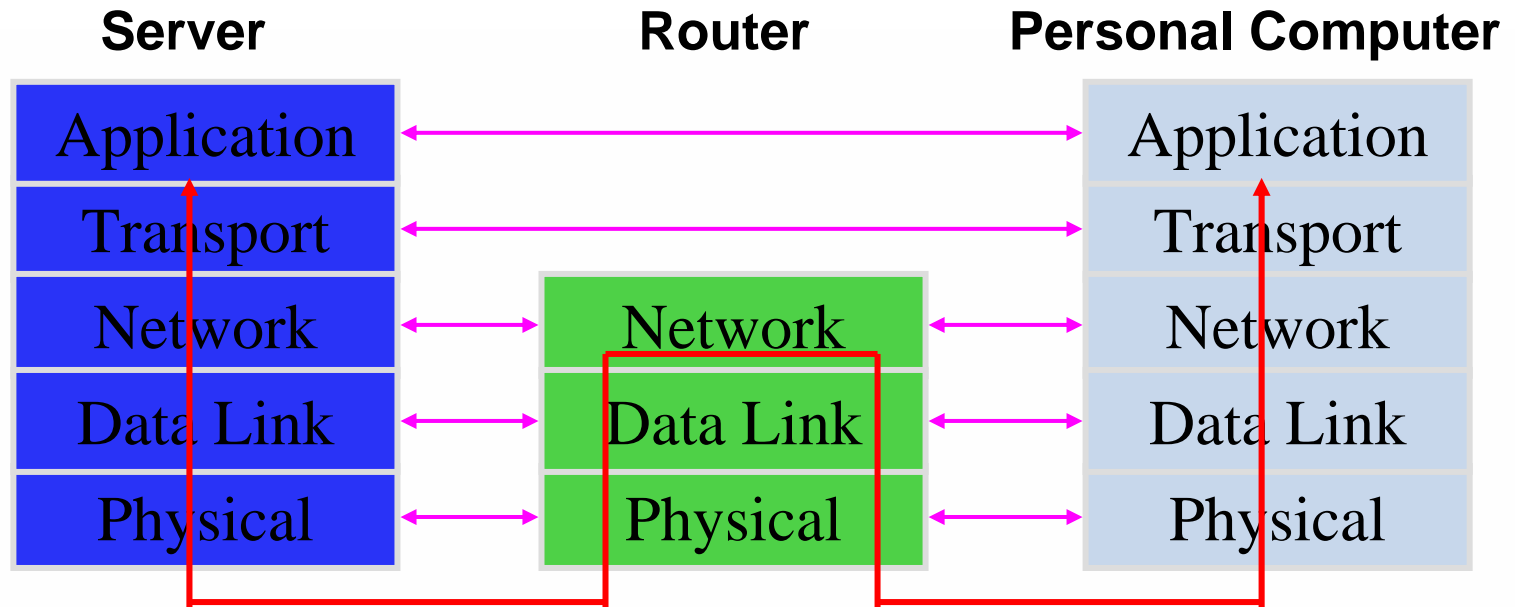 Server Router Personal Computer
Application Application
Transport Transport
Network Network Network
Data Link Data Link Data Link
Physical Physical Physical